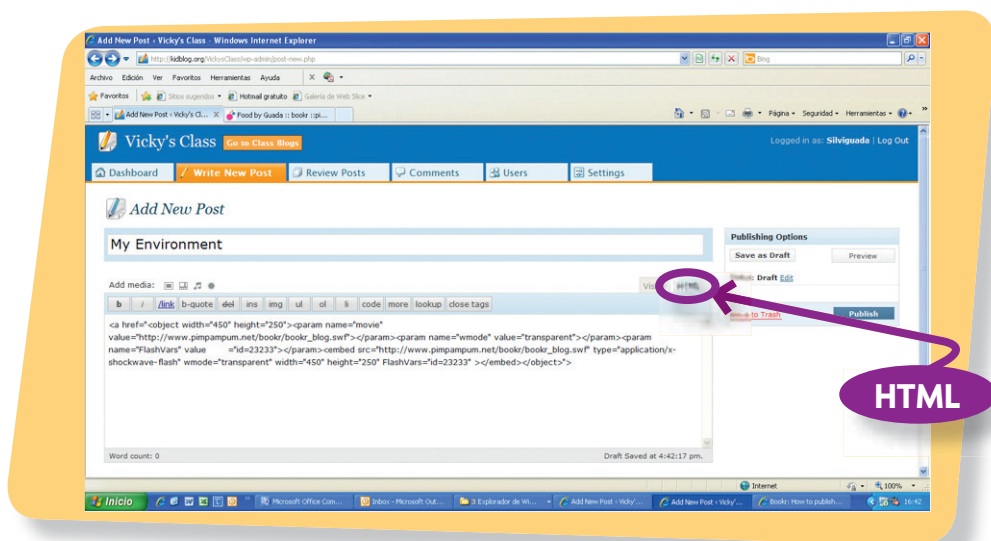 Add New Post ‹ Vicky's Class - Windows Internet Explorer
http://kidblog.org/VickysClass/wp-admin/post-new.php
Bing
Archivo Edición Ver Favoritos Herramientas Ayuda X
Favoritos Sitios sugeridos Hotmail gratuito Galería de Web Slice
Add New Post ‹ Vicky's Cl... X Food by Guada :: bookr ::pi... Página Seguridad Herramientas »
Vicky's Class Go to Class Blogs Logged in as: Silviguada | Log Out
Dashboard Write New Post Review Posts Comments Users Settings
Add New Post
My Environment
Publishing Options
Save as Draft Preview
Status: Draft Edit
to Trash Publish
Add media: HTML
b i link b-quote del ins img ul ol li code more lookup close tags
<a href="<object width="450" height="250"><param name="movie"
value="http://www.pimpampum.net/bookr/bookr_blog.swf"></param><param name="wmode" value="transparent"></param><param
name="FlashVars" value ="id=23233"></param><embed src="http://www.pimpampum.net/bookr/bookr_blog.swf" type="application/x-
shockwave-flash" wmode="transparent" width="450" height="250" FlashVars="id=23233" ></embed></object>">
HTML
Word count: 0 Draft Saved at 4:42:17 pm.
Internet 100%
Inicio » Microsoft Office Com... Inbox - Microsoft Out... 3 Explorador de Wi... Add New Post ‹ Vicky'... Add New Post ‹ Vicky'... Bookr: How to publish... 16:42